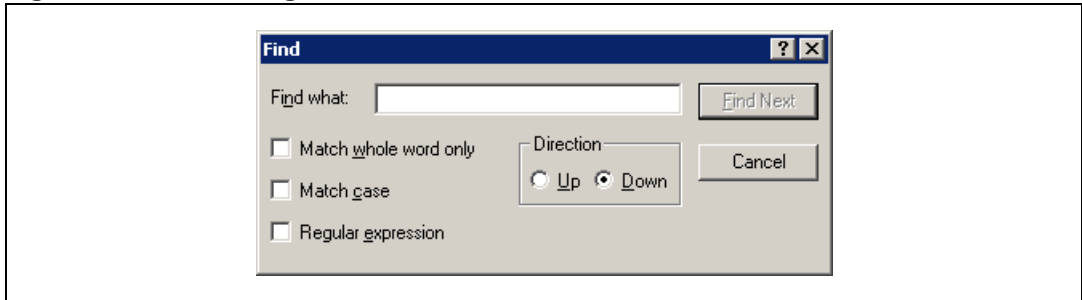 Find
Find what:
Find Next
Match whole word only
Direction
Cancel
Up Down
Match case
Regular expression